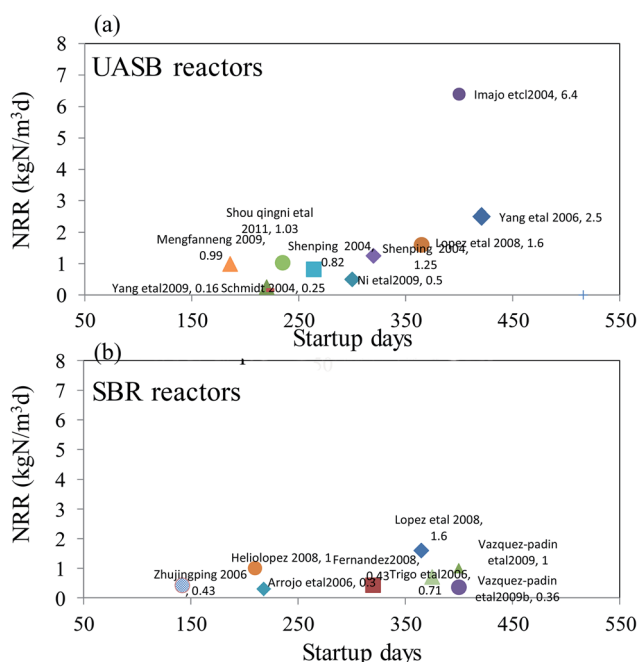 (a)
8
7
6
5
4
3
2
1
0
NRR (kgN/m³d)
UASB reactors
Imajo etcl2004, 6.4
Yang etal 2006, 2.5
Shou qingni etal
2011, 1.03
Mengfanneng 2009,
0.99
Shenping 2004,
0.82
Shenping 2004,
1.25
Lopez etal 2008, 1.6
Yang etal2009, 0.16
Schmidt 2004, 0.25
Ni etal2009, 0.5
50
150
250
350
450
550
Startup days
(b)
8
7
6
5
4
3
2
1
0
NRR (kgN/m³d)
SBR reactors
Lopez etal 2008,
1.6
Vazquez-padin
etal2009, 1
Heliolopez 2008, 1
Fernandez2008,
0.43
Zhujingping 2006
, 0.43
Arrojo etal2006, 0.3
Trigo etal2006,
0.71
Vazquez-padin
etal2009b, 0.36
50
150
250
350
450
550
Startup days